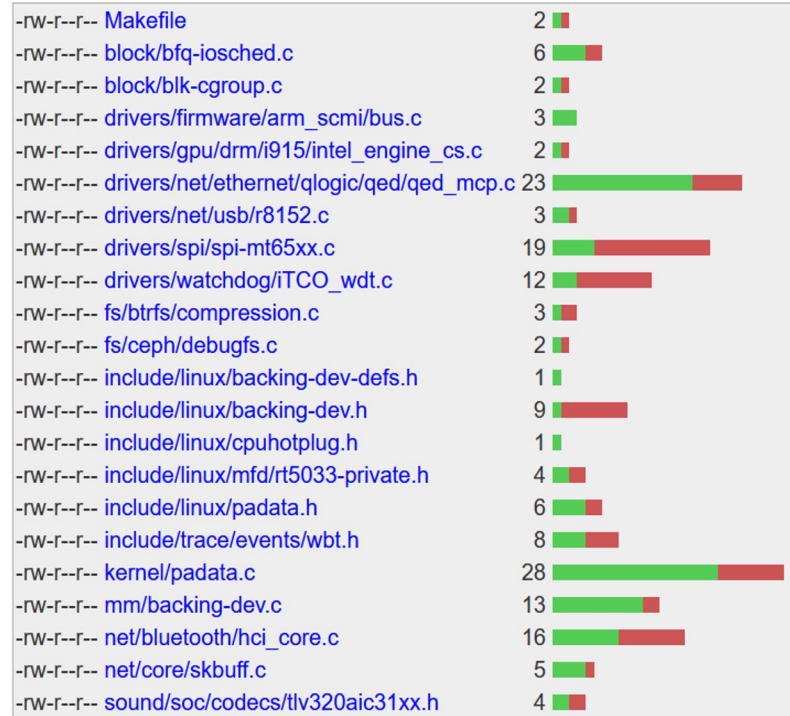 -rw-r--r-- Makefile 2
-rw-r--r-- block/bfq-iosched.c 6
-rw-r--r-- block/blk-cgroup.c 2
-rw-r--r-- drivers/firmware/arm_scmi/bus.c 3
-rw-r--r-- drivers/gpu/drm/i915/intel_engine_cs.c 2
-rw-r--r-- drivers/net/ethernet/qlogic/qed/qed_mcp.c 23
-rw-r--r-- drivers/net/usb/r8152.c 3
-rw-r--r-- drivers/spi/spi-mt65xx.c 19
-rw-r--r-- drivers/watchdog/iTCO_wdt.c 12
-rw-r--r-- fs/btrfs/compression.c 3
-rw-r--r-- fs/ceph/debugfs.c 2
-rw-r--r-- include/linux/backing-dev-defs.h 1
-rw-r--r-- include/linux/backing-dev.h 9
-rw-r--r-- include/linux/cpuhotplug.h 1
-rw-r--r-- include/linux/mfd/rt5033-private.h 4
-rw-r--r-- include/linux/padata.h 6
-rw-r--r-- include/trace/events/wbt.h 8
-rw-r--r-- kernel/padata.c 28
-rw-r--r-- mm/backing-dev.c 13
-rw-r--r-- net/bluetooth/hci_core.c 16
-rw-r--r-- net/core/skbuff.c 5
-rw-r--r-- sound/soc/codecs/tlv320aic31xx.h 4